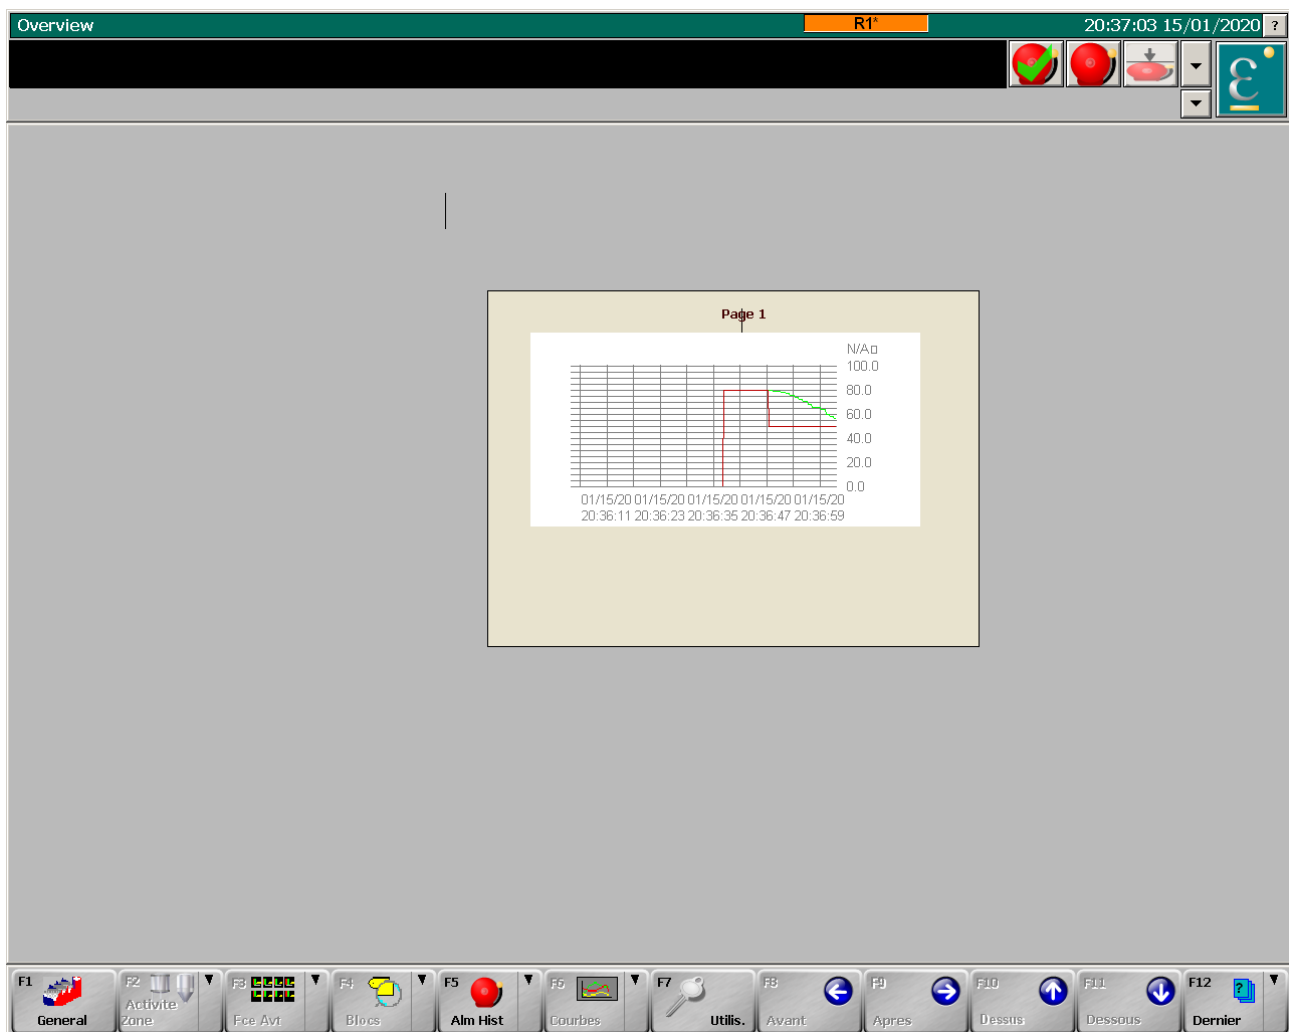 Overview R1* 20:37:03 15/01/2020 ?
Page 1
N/A
100.0
80.0
60.0
40.0
20.0
0.0
01/15/20 01/15/20 01/15/20 01/15/20 01/15/20
20:36:11 20:36:23 20:36:35 20:36:47 20:36:59
F1 General
F2 Activite Zone
F3 Fce Avt
F4 Blocs
F5 Alm Hist
F6 Courbes
F7 Utilis.
F8 Avant
F9 Apres
F10 Dessus
F11 Dessous
F12 ? Dernier